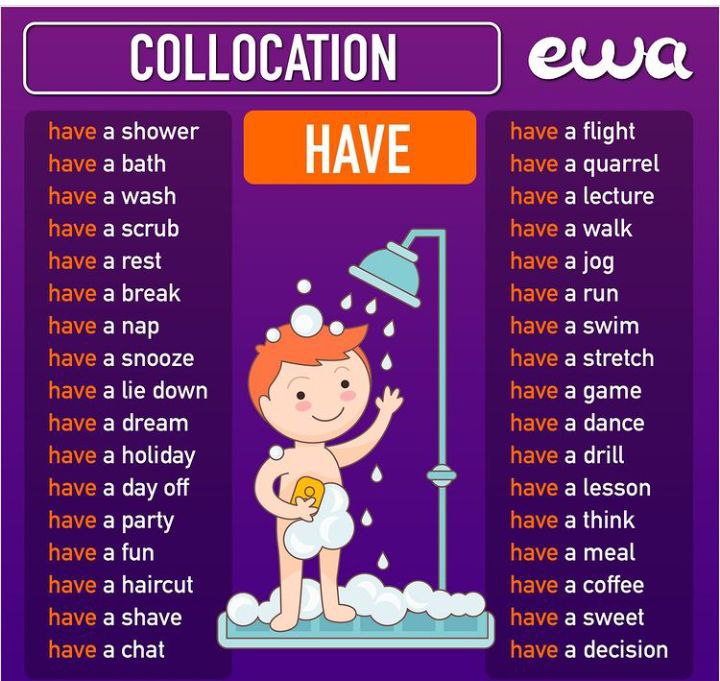 COLLOCATION
ewa
HAVE
have a shower
have a bath
have a wash
have a scrub
have a rest
have a break
have a nap
have a snooze
have a lie down
have a dream
have a holiday
have a day off
have a party
have a fun
have a haircut
have a shave
have a chat
have a flight
have a quarrel
have a lecture
have a walk
have a jog
have a run
have a swim
have a stretch
have a game
have a dance
have a drill
have a lesson
have a think
have a meal
have a coffee
have a sweet
have a decision